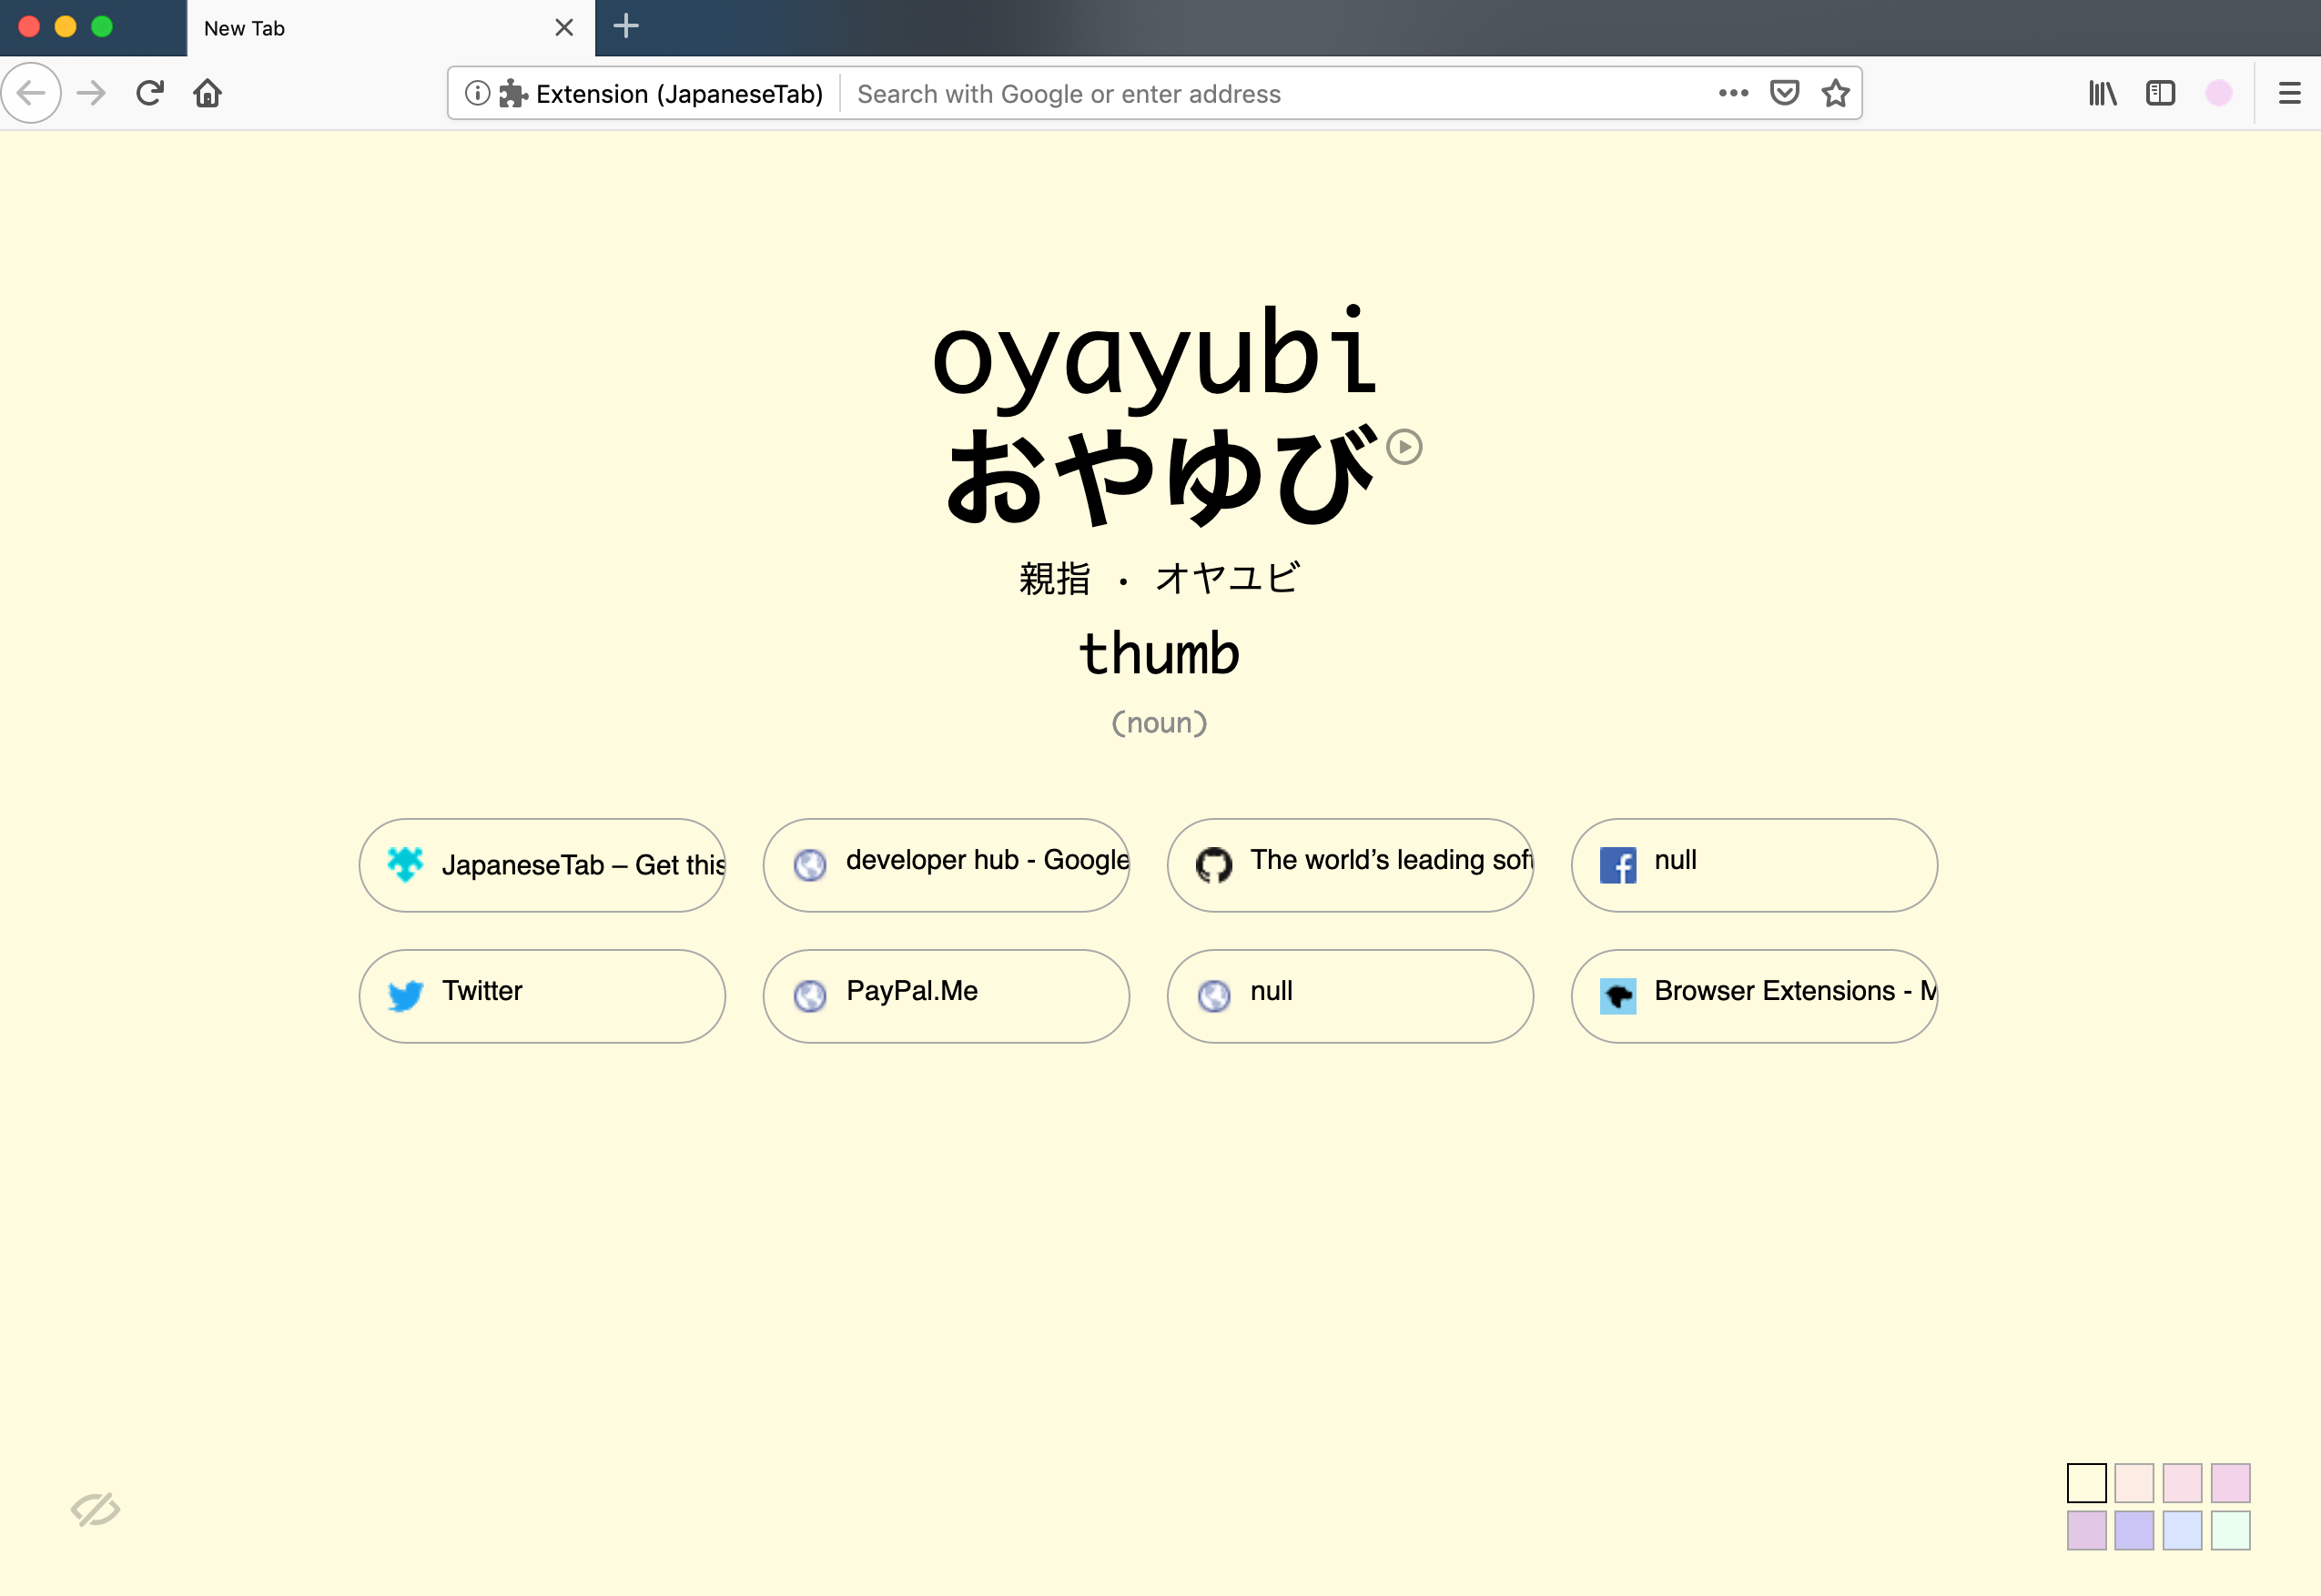 New Tab
Extension (JapaneseTab) Search with Google or enter address
oyayubi
おやゆび
親指 · オヤユビ
thumb
(noun)
JapaneseTab – Get this
developer hub - Google
The world’s leading sof
null
Twitter
PayPal.Me
null
Browser Extensions - M